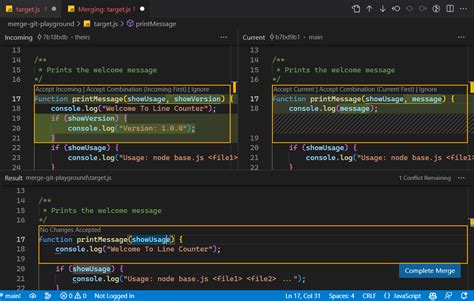 target.js
Merging: target.js
merge-git-playground > target.js > printMessage
Incoming 7b18bdb • theirs
13
14 /**
15 * Prints the welcome message
16 */
Accept Incoming | Accept Combination (Incoming First) | Ignore
17 function printMessage(showUsage, showVersion) {
18 console.log("Welcome To Line Counter");
19 if (showVersion) {
20 console.log("Version: 1.0.0");
21 }
22 if (showUsage) {
23 console.log("Usage: node base.js <file1>
Current b7bd9b1 • main
13
14 /**
15 * Prints the welcome message
16 */
Accept Current | Accept Combination (Current First) | Ignore
17 function printMessage(showUsage, message) {
18 console.log(message);
19 if (showUsage) {
20 console.log("Usage: node base.js <file1>
Result merge-git-playground\target.js
1 Conflict Remaining
13
14 /**
15 * Prints the welcome message
16 */
No Changes Accepted
17 function printMessage(showUsage) {
18 console.log("Welcome To Line Counter");
19
20 if (showUsage) {
21 console.log("Usage: node base.js <file1> <file2> ...");
22 }
Complete Merge
main!
0
0
Not Logged In
Ln 17, Col 31
Spaces: 4
UTF-8
CRLF
JavaScript
GoLive